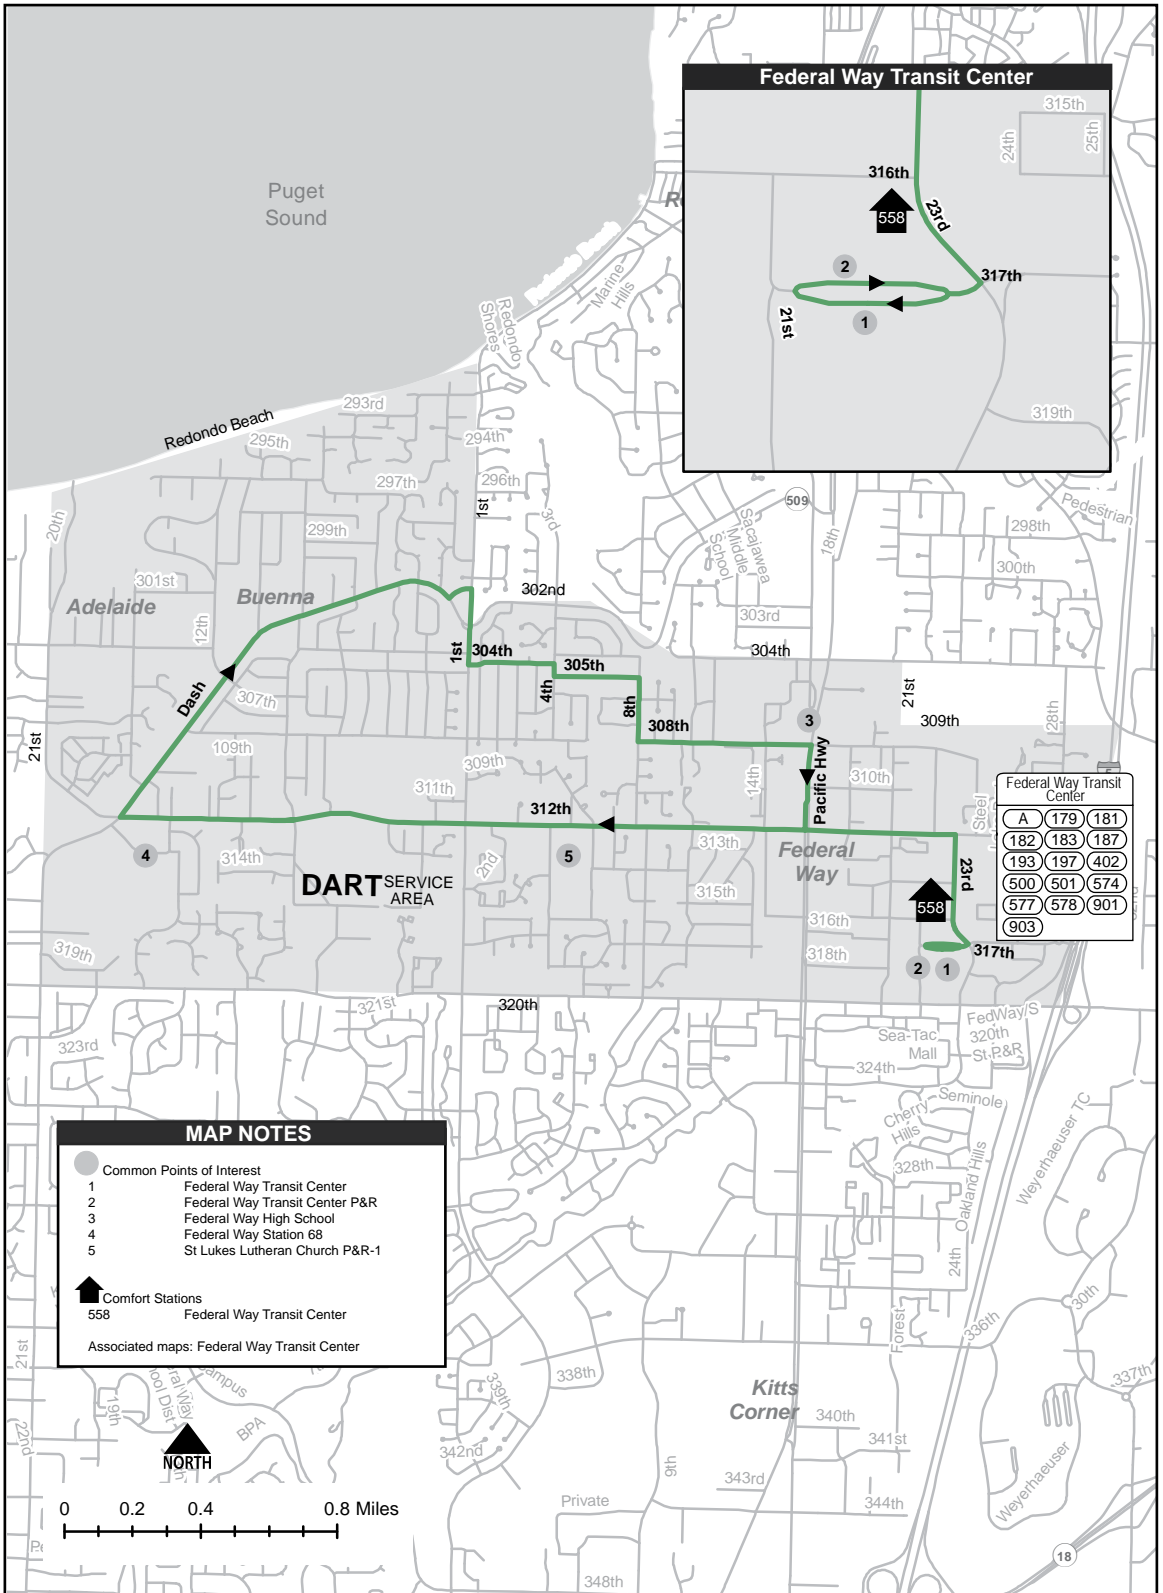 Federal Way Transit Center
315th
24th
25th
316th
558
23rd
2
317th
1
21st
319th
Puget
Sound
Marine
Hills
Redondo
Shores
Redondo Beach
293rd
294th
295th
296th
297th
1st
3rd
299th
20th
301st
302nd
Adelaide
Buenna
12th
509
18th
Sacajawea
Middle
School
Pedestrian
298th
300th
303rd
304th
1st
304th
305th
4th
8th
308th
Dash
307th
109th
21st
309th
311th
312th
3
Pacific Hwy
14th
310th
21st
309th
28th
5
Steel
Federal Way Transit
Center
A 179 181
182 183 187
193 197 402
500 501 574
577 578 901
903
4
314th
2nd
5
313th
315th
Federal
Way
DART SERVICE
AREA
23rd
558
316th
318th
2
1
317th
319th
321st
320th
323rd
FedWay/S
320th
St P&R
Sea-Tac
Mall
324th
Seminole
Cherry
Hills
328th
Oakland Hills
24th
Weyerhaeuser TC
MAP NOTES
Common Points of Interest
1 Federal Way Transit Center
2 Federal Way Transit Center P&R
3 Federal Way High School
4 Federal Way Station 68
5 St Lukes Lutheran Church P&R-1
Comfort Stations
558 Federal Way Transit Center
Associated maps: Federal Way Transit Center
30th
336th
Forest
337th
21st
22nd
19th
BPA
338th
339th
342nd
Kitts
Corner
340th
341st
9th
343rd
344th
Private
348th
Weyerhaeuser
18
NORTH
0 0.2 0.4 0.8 Miles